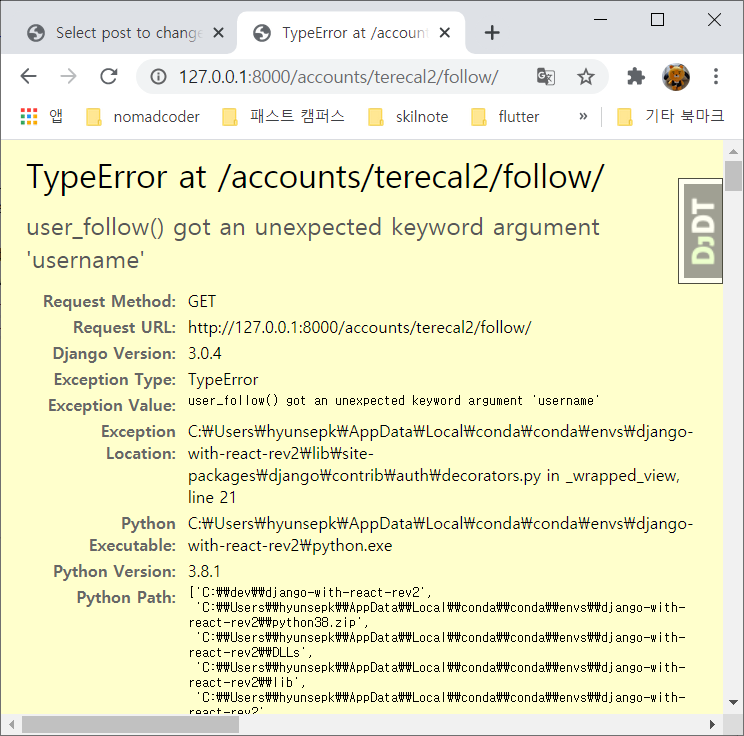 Select post to change
TypeError at /account
127.0.0.1:8000/accounts/terecal2/follow/
앱 nomadcoder 패스트 캠퍼스 skilnote flutter » 기타 북마크
TypeError at /accounts/terecal2/follow/
user_follow() got an unexpected keyword argument
'username'
DjDT
Request Method: GET
Request URL: http://127.0.0.1:8000/accounts/terecal2/follow/
Django Version: 3.0.4
Exception Type: TypeError
Exception Value: user_follow() got an unexpected keyword argument 'username'
Exception Location: C:₩Users₩hyunsepk₩AppData₩Local₩conda₩conda₩envs₩django-
with-react-rev2₩lib₩site-
packages₩django₩contrib₩auth₩decorators.py in _wrapped_view,
line 21
Python Executable: C:₩Users₩hyunsepk₩AppData₩Local₩conda₩conda₩envs₩django-
with-react-rev2₩python.exe
Python Version: 3.8.1
Python Path: ['C:₩₩dev₩₩django-with-react-rev2',
'C:₩₩Users₩₩hyunsepk₩₩AppData₩₩Local₩₩conda₩₩conda₩₩envs₩₩django-with-
react-rev2₩₩python38.zip',
'C:₩₩Users₩₩hyunsepk₩₩AppData₩₩Local₩₩conda₩₩conda₩₩envs₩₩django-with-
react-rev2₩₩DLLs',
'C:₩₩Users₩₩hyunsepk₩₩AppData₩₩Local₩₩conda₩₩conda₩₩envs₩₩django-with-
react-rev2₩₩lib',
'C:₩₩Users₩₩hyunsepk₩₩AppData₩₩Local₩₩conda₩₩conda₩₩envs₩₩django-with-
react-rev2'